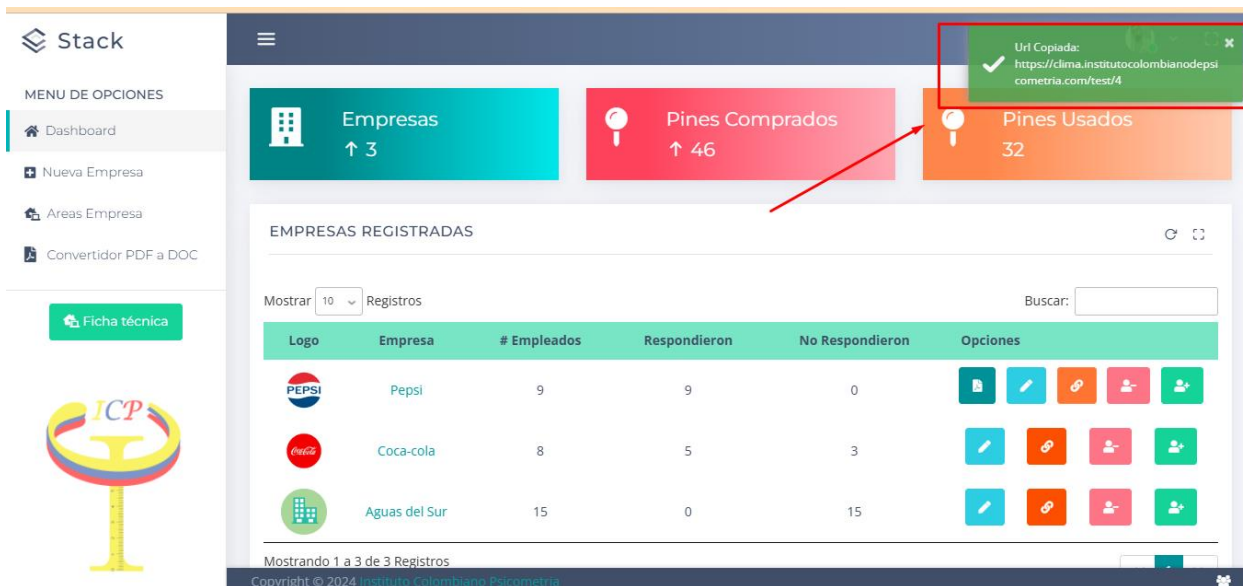 Stack
Url Copiada:
https://clima.institutocolombianodepsi
cometria.com/test/4
MENU DE OPCIONES
Dashboard
Nueva Empresa
Areas Empresa
Convertidor PDF a DOC
Ficha técnica
ICP
Empresas
3
Pines Comprados
46
Pines Usados
32
EMPRESAS REGISTRADAS
Mostrar 10 Registros
Buscar:
Logo Empresa # Empleados Respondieron No Respondieron Opciones
PEPSI Pepsi 9 9 0
Coca-Cola Coca-cola 8 5 3
Aguas del Sur 15 0 15
Mostrando 1 a 3 de 3 Registros
1
Copyright © 2024 Instituto Colombiano Psicometria